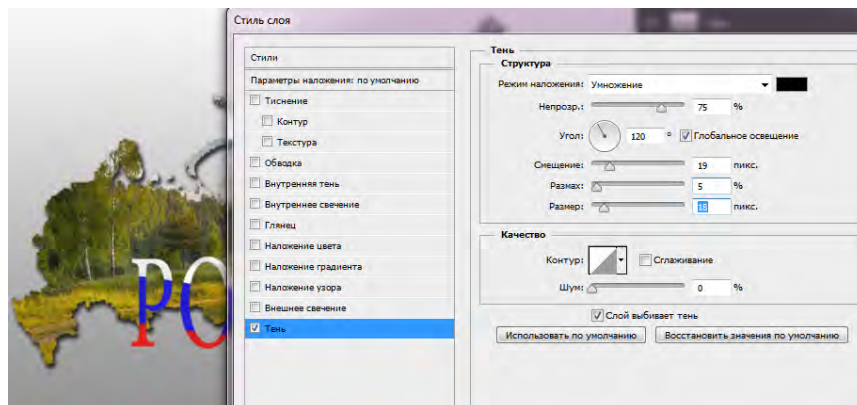 Стиль слоя
Стили
Параметры наложения: по умолчанию
Тиснение
Контур
Текстура
Обводка
Внутренняя тень
Внутреннее свечение
Глянец
Наложение цвета
Наложение градиента
Наложение узора
Внешнее свечение
Тень
Тень
Структура
Режим наложения: Умножение
Непрозр.: 75 %
Угол: 120 ° Глобальное освещение
Смещение: 19 пикс.
Размах: 5 %
Размер: 18 пикс.
Качество
Контур: Сглаживание
Шум: 0 %
Слой выбивает тень
Использовать по умолчанию Восстановить значения по умолчанию
РО